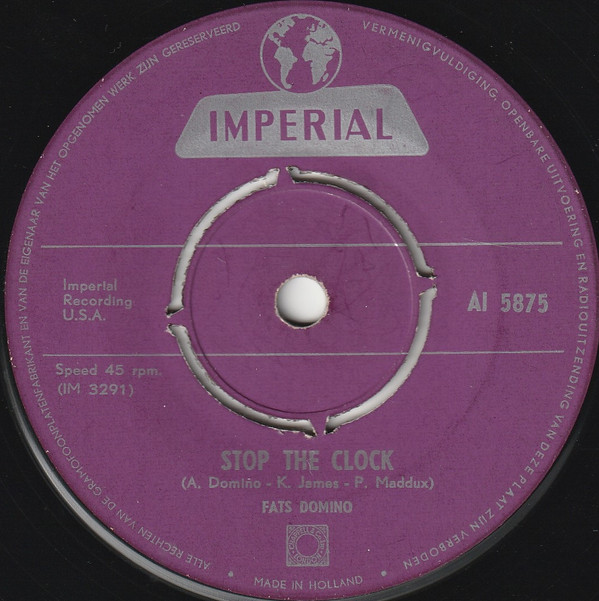 IMPERIAL
Imperial
Recording
U.S.A.
AI 5875
Speed 45 rpm.
(IM 3291)
STOP THE CLOCK
(A. Domino - K. James - P. Maddux)
FATS DOMINO
MADE IN HOLLAND
ALLE RECHTEN VAN DE GRAMOFOONPLATENFABRIKANT EN VAN DE EIGENAAR VAN HET OPGENOMEN WERK ZIJN GERESERVEERD
VERMENIGVULDIGING, OPENBARE UITVOERING EN RADIOUITZENDING VAN DEZE PLAAT ZIJN VERBODEN